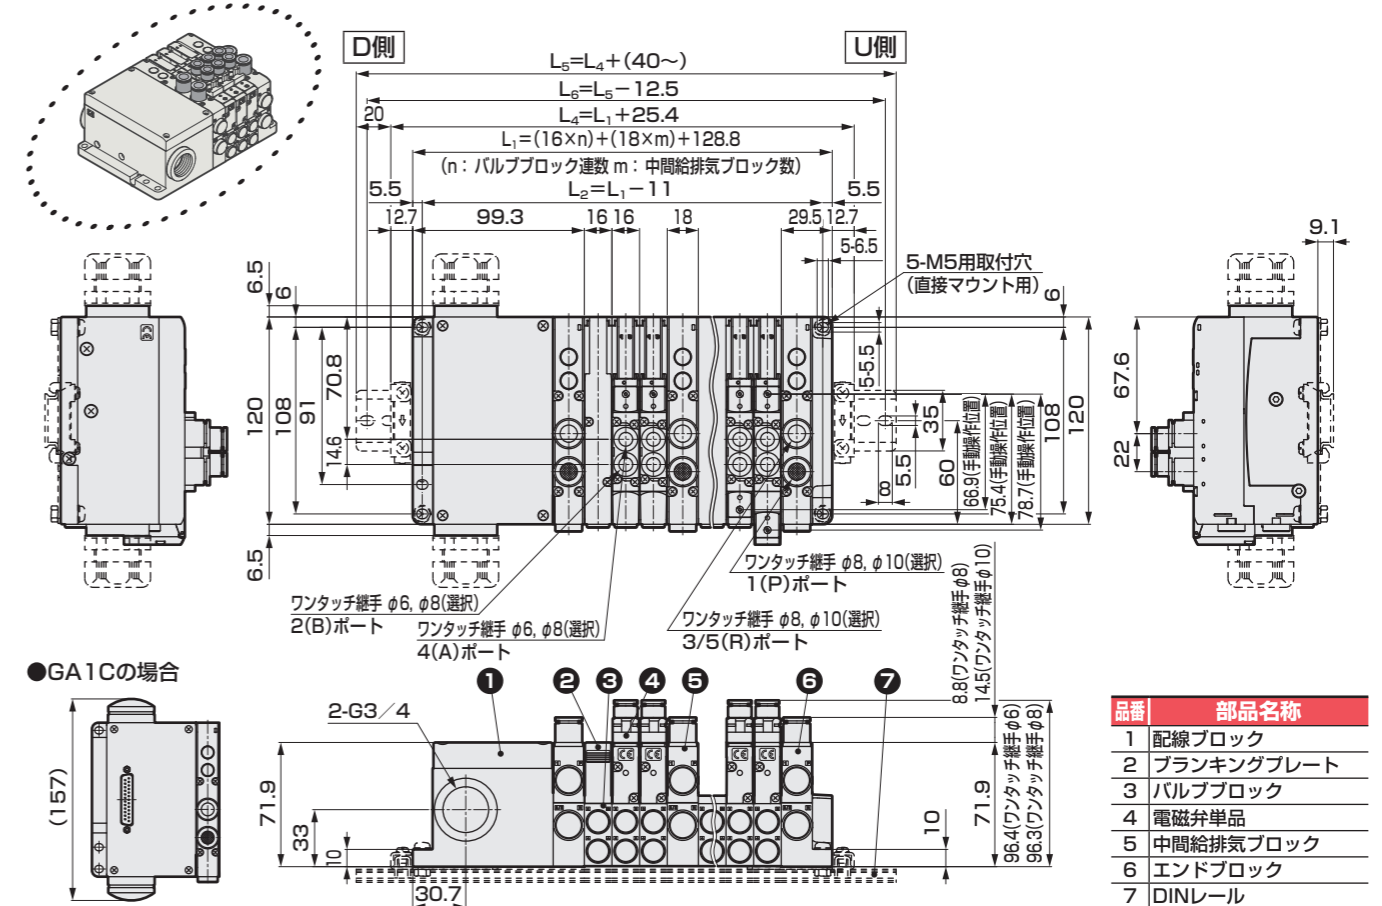 D側
U側
L₅=L₄+(40〜)
L₆=L₅−12.5
20
L₄=L₁+25.4
L₁=(16×n)+(18×m)+128.8
(n：バルブブロック連数 m：中間給排気ブロック数)
5.5
L₂=L₁−11
5.5
12.7
99.3
16
16
18
29.5
12.7
5-6.5
5-M5用取付穴
(直接マウント用)
9.1
6.5
6
120
108
91
70.8
14.6
6.5
5-5.5
35
5.5
8
60
66.9(手動操作位置)
75.4(手動操作位置)
78.7(手動操作位置)
6
108
120
67.6
22
ワンタッチ継手 φ6, φ8(選択)
2(B)ポート
ワンタッチ継手 φ6, φ8(選択)
4(A)ポート
ワンタッチ継手 φ8, φ10(選択)
1(P)ポート
ワンタッチ継手 φ8, φ10(選択)
3/5(R)ポート
8.8(ワンタッチ継手φ8)
14.5(ワンタッチ継手φ10)
●GA1Cの場合
(157)
1
2
3
4
5
6
7
2-G3／4
71.9
33
10
30.7
10
71.9
96.4(ワンタッチ継手φ6)
96.3(ワンタッチ継手φ8)
品番 部品名称
1 配線ブロック
2 ブランキングプレート
3 バルブブロック
4 電磁弁単品
5 中間給排気ブロック
6 エンドブロック
7 DINレール